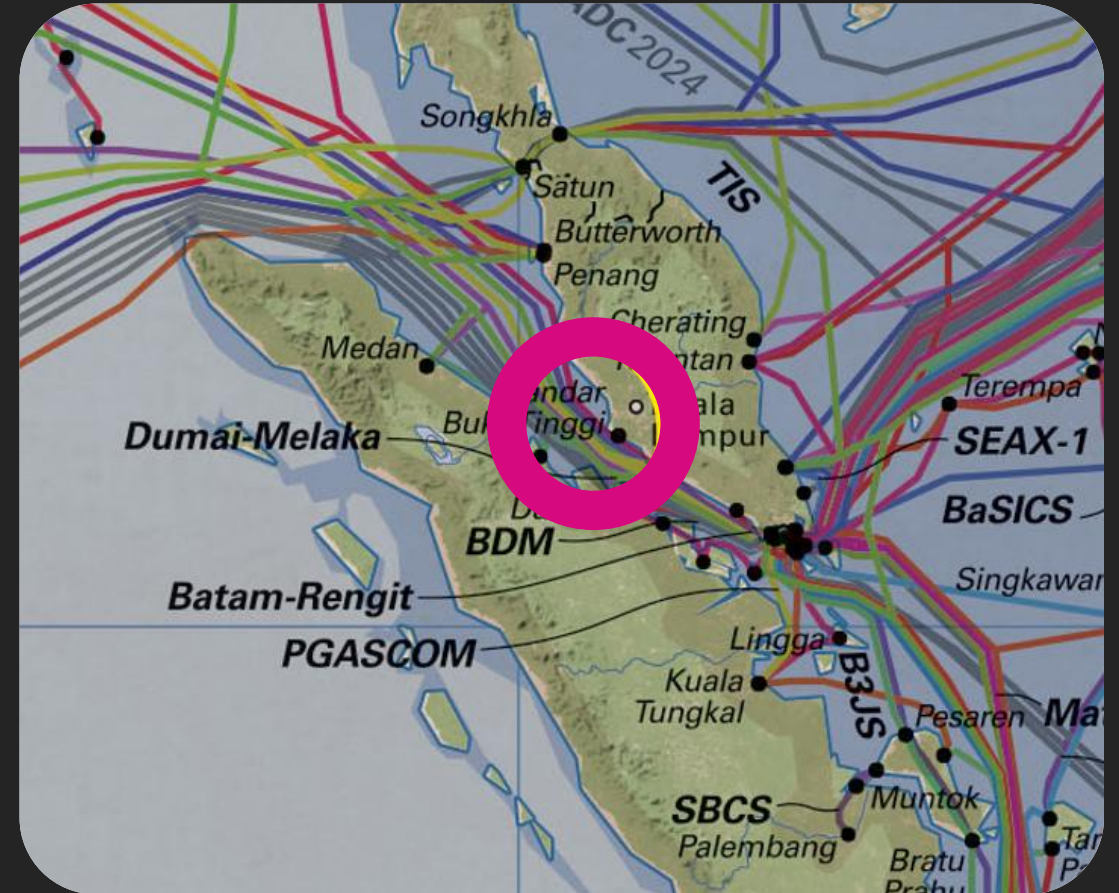 ADC 2024
Songkhla
Satun
TIS
Butterworth
Penang
Cherating
Medan
Terempa
Tinggi
Dumai-Melaka
SEAX-1
BaSICS
BDM
Singkawan
Batam-Rengit
PGASCOM
Lingga
B3JS
Kuala
Tungkal
Pesaren
SBCS
Muntok
Palembang
Bratu